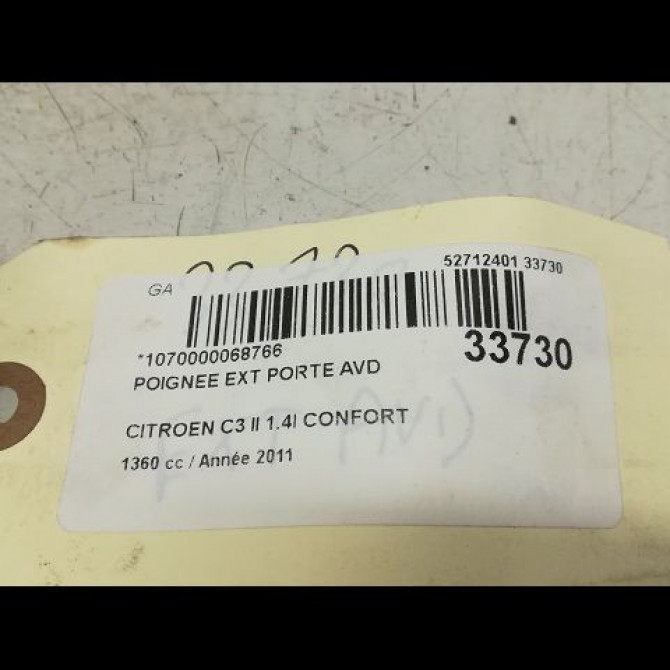 52712401 33730
GA
*1070000068766
33730
POIGNEE EXT PORTE AVD
CITROEN C3 II 1.4I CONFORT
1360 cc / Année 2011